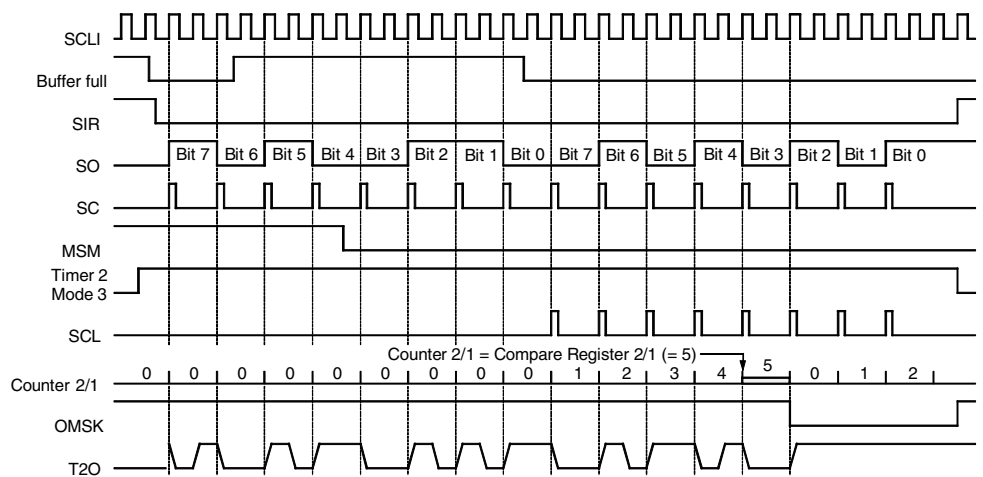 SCLI
Buffer full
SIR
Bit 7 Bit 6 Bit 5 Bit 4 Bit 3 Bit 2 Bit 1 Bit 0 Bit 7 Bit 6 Bit 5 Bit 4 Bit 3 Bit 2 Bit 1 Bit 0
SO
SC
MSM
Timer 2
Mode 3
SCL
Counter 2/1 = Compare Register 2/1 (= 5)
Counter 2/1 0 0 0 0 0 0 0 0 0 1 2 3 4 5 0 1 2
OMSK
T2O